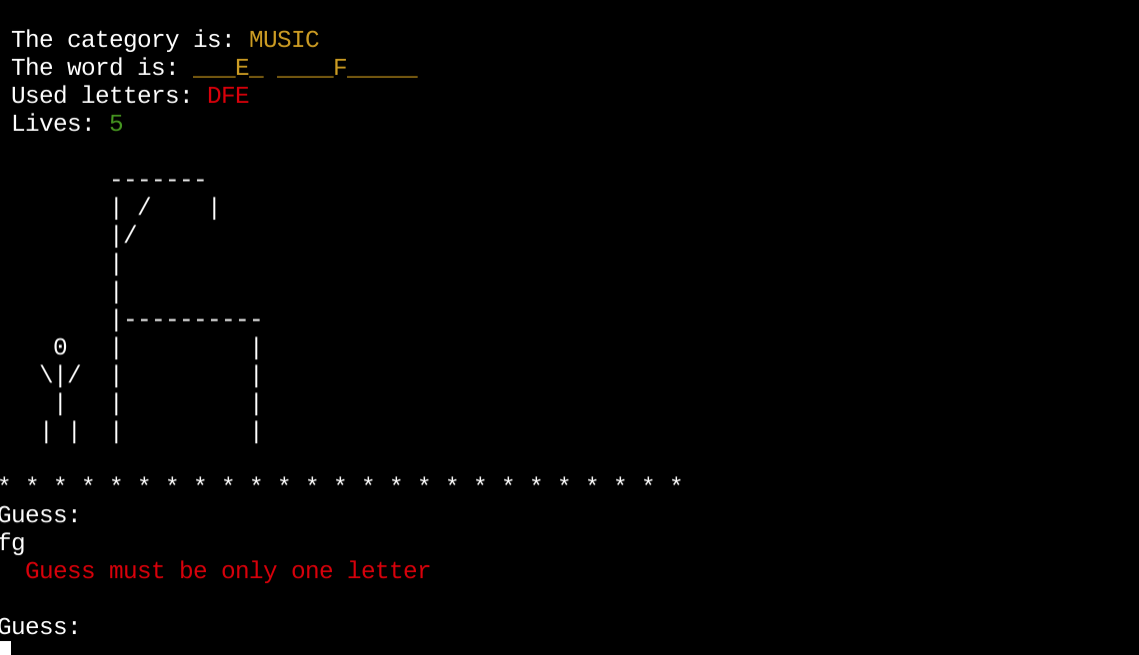 The category is: MUSIC
The word is: ___E_ ____F_____
Used letters: DFE
Lives: 5
* * * * * * * * * * * * * * * * * * * * * * * * *
Guess:
fg
Guess must be only one letter
Guess: